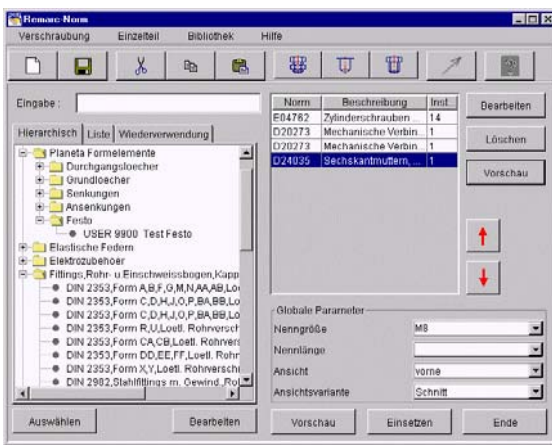 Remarc-Norm
Verschraubung Einzelteil Bibliothek Hilfe
Eingabe :
Hierarchisch Liste Wiederverwendung
Planeta Formelemente
Durchgangsloecher
Grundloecher
Senkungen
Ansenkungen
Festo
USER 9900 Test Festo
Elastische Federn
Elektrozubehoer
Fittings,Rohr- u Einschweissbogen,Kapp
DIN 2353,Form A,B,F,G,M,N,AA,AB,Lo
DIN 2353,Form C,D,H,J,O,P,BA,BB,Lo
DIN 2353,Form C,D,H,J,O,P,BA,BB,Lo
DIN 2353,Form R,U,Loetl. Rohrversch
DIN 2353,Form CA,CB,Loetl. Rohrvers
DIN 2353,Form DD,EE,FF,Loetl. Rohr
DIN 2353,Form X,Y,Loetl. Rohrversch
DIN 2982,Stahlfittings m. Gewind.,Ro
Auswählen Bearbeiten
Norm Beschreibung Inst.
E04762 Zylinderschrauben ... 14
D20273 Mechanische Verbin... 1
D20273 Mechanische Verbin... 1
D24035 Sechskantmuttern, ... 1
Bearbeiten
Löschen
Vorschau
Globale Parameter
Nenngröße M8
Nennlänge
Ansicht vorne
Ansichtsvariante Schnitt
Vorschau Einsetzen Ende